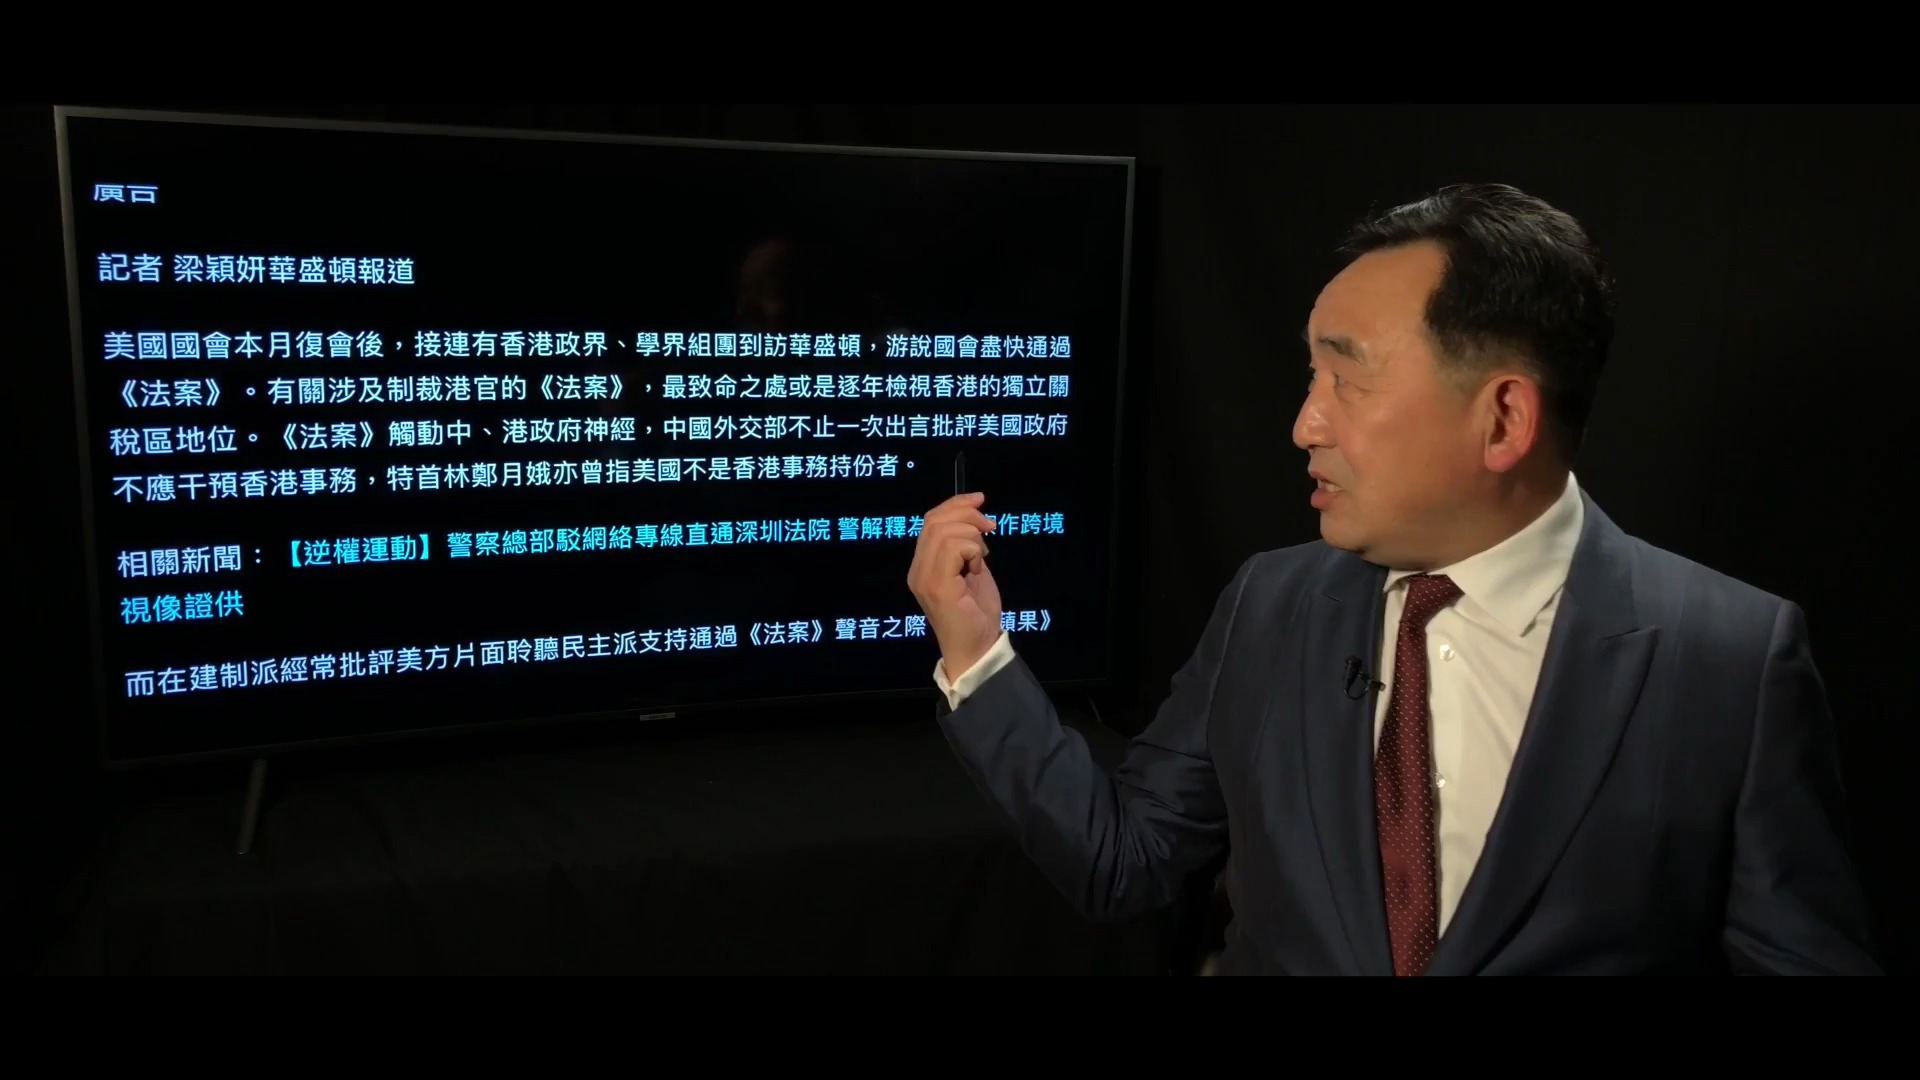 廣告
記者 梁穎妍華盛頓報道
美國國會本月復會後，接連有香港政界、學界組團到訪華盛頓，游說國會盡快通過
《法案》。有關涉及制裁港官的《法案》，最致命之處或是逐年檢視香港的獨立關
稅區地位。《法案》觸動中、港政府神經，中國外交部不止一次出言批評美國政府
不應干預香港事務，特首林鄭月娥亦曾指美國不是香港事務持份者。
相關新聞：【逆權運動】警察總部駁網絡專線直通深圳法院 警解釋為 作跨境
視像證供
而在建制派經常批評美方片面聆聽民主派支持通過《法案》聲音之際 蘋果》